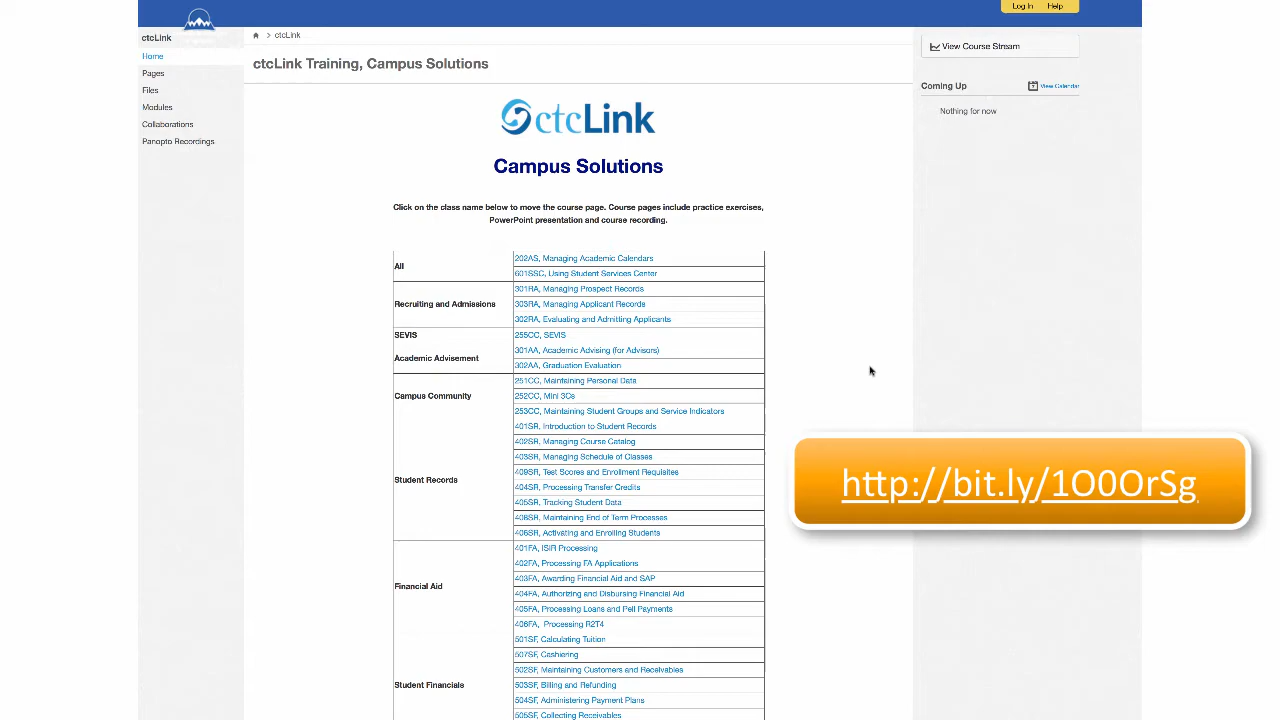 Log In Help
ctcLink
Home
Pages
Files
Modules
Collaborations
Panopto Recordings
> ctcLink
ctcLink Training, Campus Solutions
ctcLink
Campus Solutions
Click on the class name below to move the course page. Course pages include practice exercises,
PowerPoint presentation and course recording.
All
202AS, Managing Academic Calendars
601SSC, Using Student Services Center
Recruiting and Admissions
301RA, Managing Prospect Records
303RA, Managing Applicant Records
302RA, Evaluating and Admitting Applicants
SEVIS
255CC, SEVIS
Academic Advisement
301AA, Academic Advising (for Advisors)
302AA, Graduation Evaluation
Campus Community
251CC, Maintaining Personal Data
252CC, Mini 3Cs
253CC, Maintaining Student Groups and Service Indicators
Student Records
401SR, Introduction to Student Records
402SR, Managing Course Catalog
403SR, Managing Schedule of Classes
409SR, Test Scores and Enrollment Requisites
404SR, Processing Transfer Credits
405SR, Tracking Student Data
408SR, Maintaining End of Term Processes
406SR, Activating and Enrolling Students
Financial Aid
401FA, ISIR Processing
402FA, Processing FA Applications
403FA, Awarding Financial Aid and SAP
404FA, Authorizing and Disbursing Financial Aid
405FA, Processing Loans and Pell Payments
406FA, Processing R2T4
Student Financials
501SF, Calculating Tuition
507SF, Cashiering
502SF, Maintaining Customers and Receivables
503SF, Billing and Refunding
504SF, Administering Payment Plans
505SF, Collecting Receivables
View Course Stream
Coming Up
View Calendar
Nothing for now
http://bit.ly/1O0OrSg